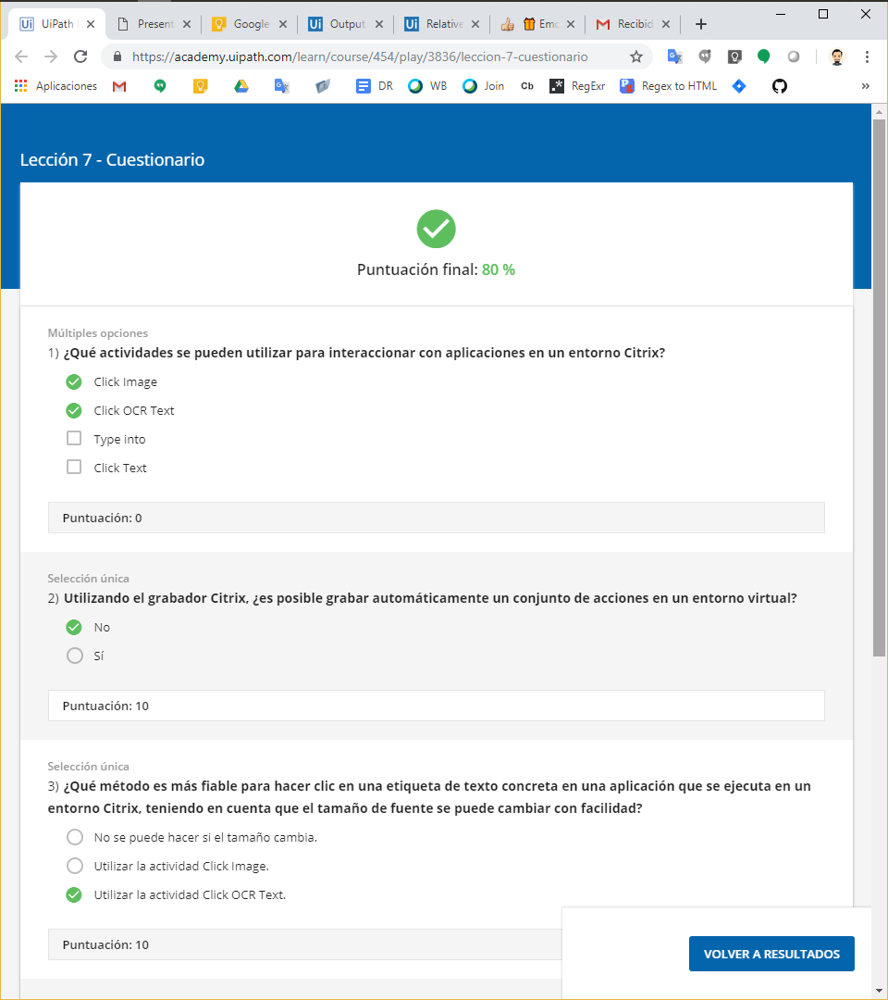 UiPath
Present
Google
Output
Relative
Emo
Recibid
https://academy.uipath.com/learn/course/454/play/3836/leccion-7-cuestionario
Aplicaciones
DR
WB
Join
Cb
RegExr
Regex to HTML
»
Lección 7 - Cuestionario
Puntuación final: 80 %
Múltiples opciones
1) ¿Qué actividades se pueden utilizar para interaccionar con aplicaciones en un entorno Citrix?
Click Image
Click OCR Text
Type into
Click Text
Puntuación: 0
Selección única
2) Utilizando el grabador Citrix, ¿es posible grabar automáticamente un conjunto de acciones en un entorno virtual?
No
Sí
Puntuación: 10
Selección única
3) ¿Qué método es más fiable para hacer clic en una etiqueta de texto concreta en una aplicación que se ejecuta en un
entorno Citrix, teniendo en cuenta que el tamaño de fuente se puede cambiar con facilidad?
No se puede hacer si el tamaño cambia.
Utilizar la actividad Click Image.
Utilizar la actividad Click OCR Text.
Puntuación: 10
VOLVER A RESULTADOS